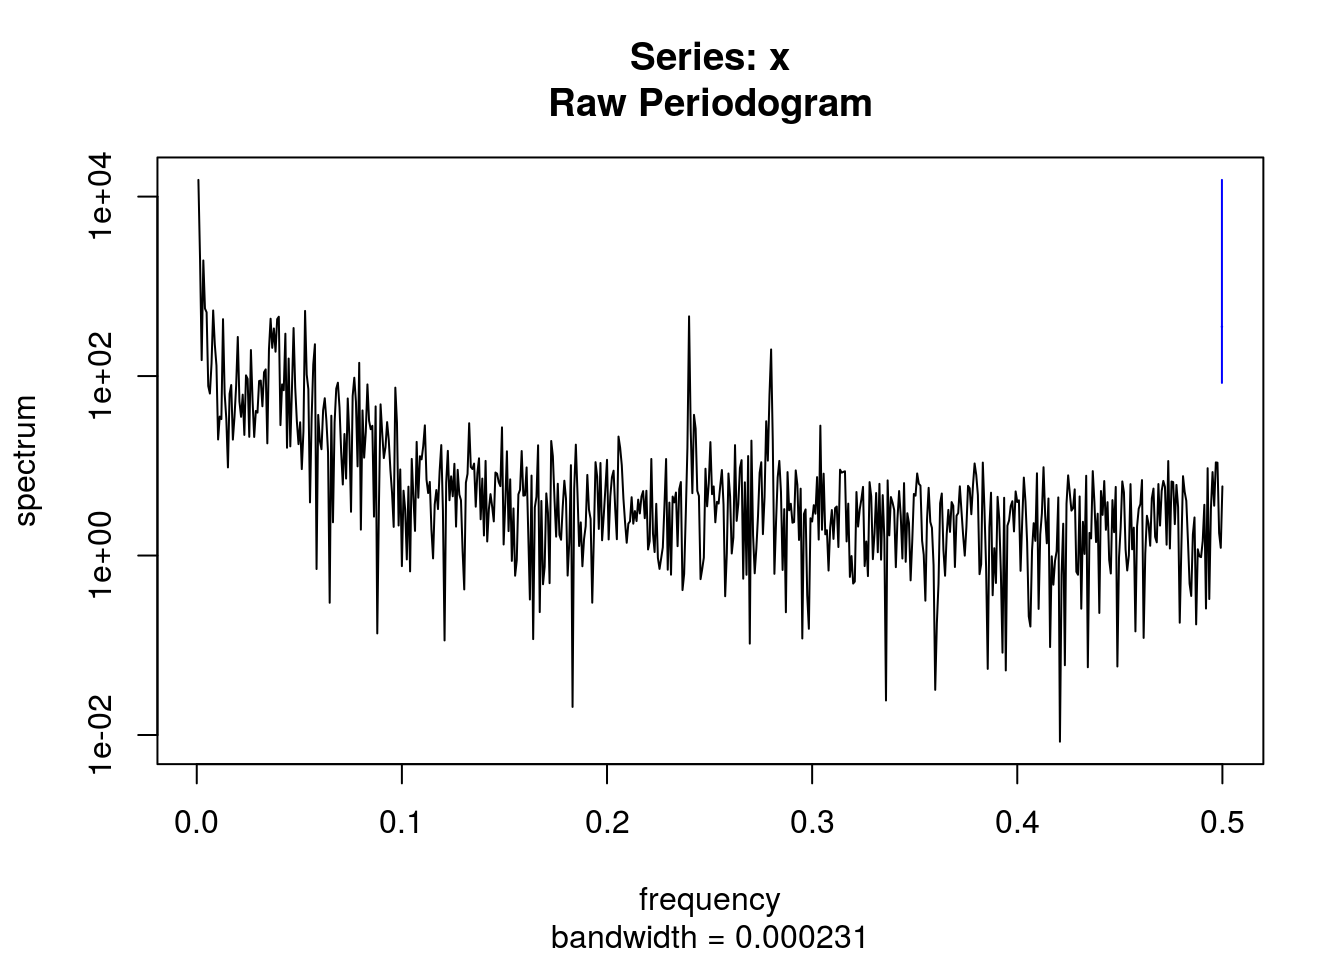 Series: x
Raw Periodogram
spectrum
1e+04
1e+02
1e+00
1e-02
0.0 0.1 0.2 0.3 0.4 0.5
frequency
bandwidth = 0.000231